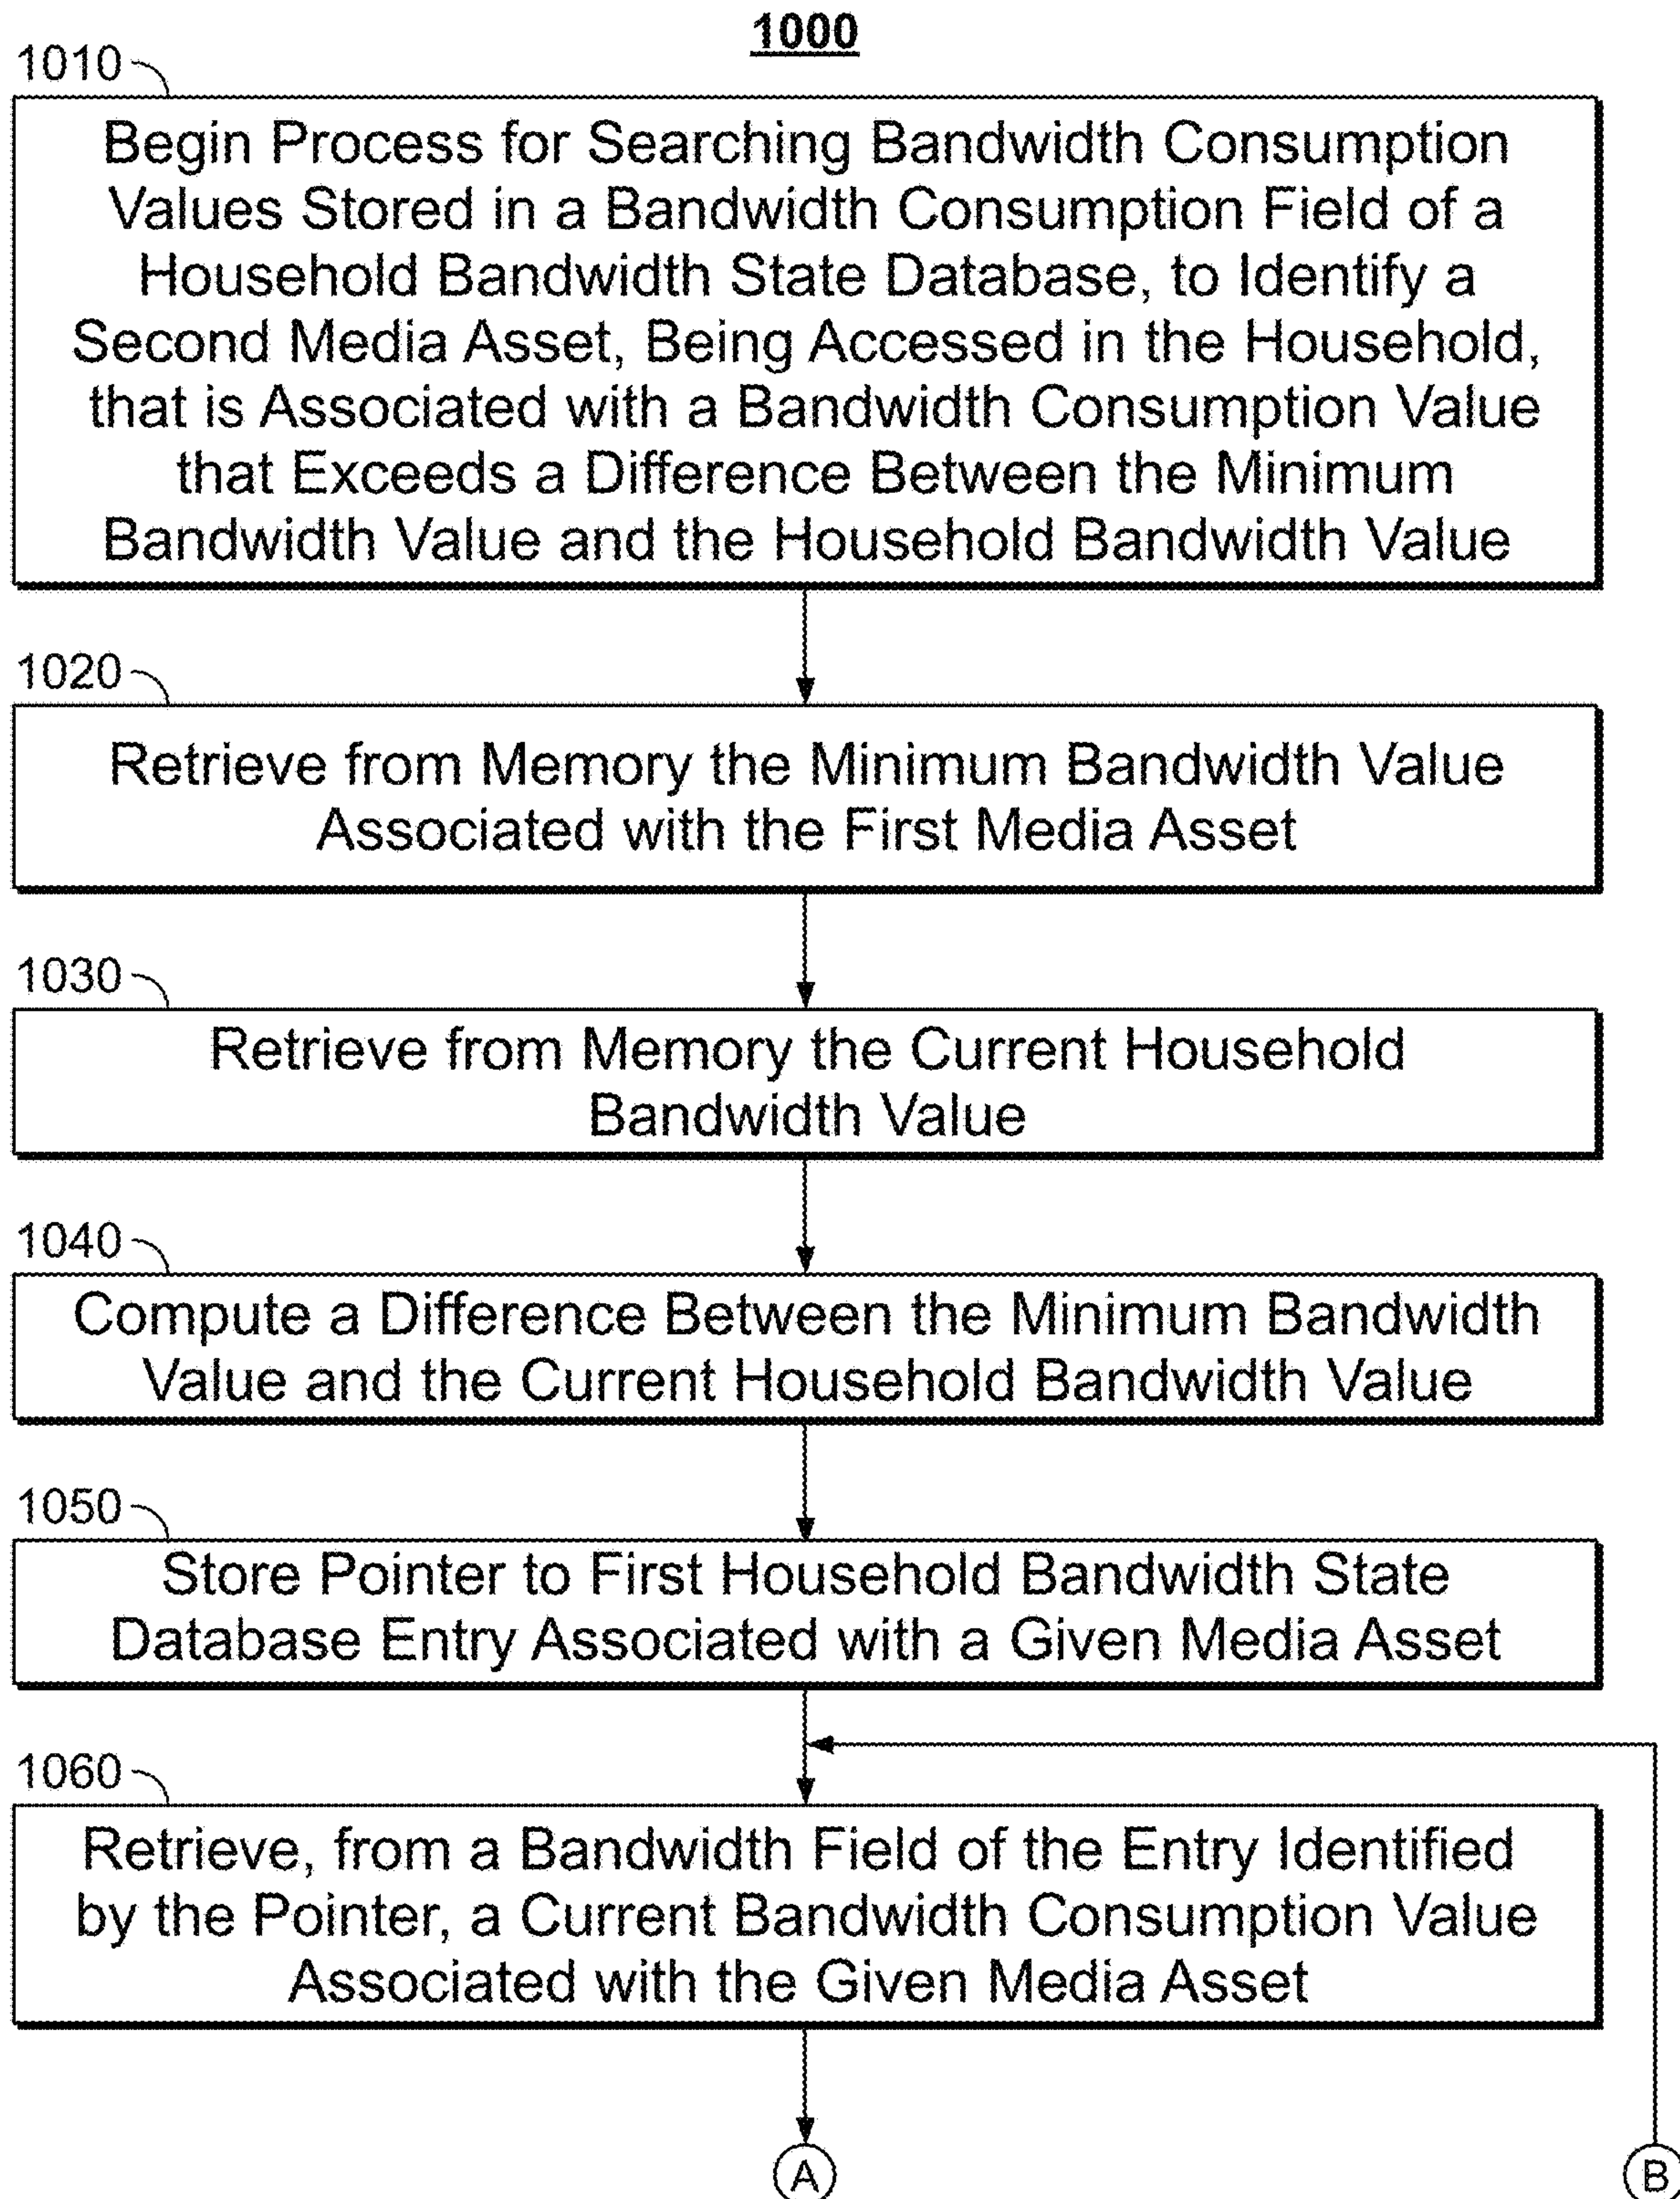 1000
1010
Begin Process for Searching Bandwidth Consumption
Values Stored in a Bandwidth Consumption Field of a
Household Bandwidth State Database, to Identify a
Second Media Asset, Being Accessed in the Household,
that is Associated with a Bandwidth Consumption Value
that Exceeds a Difference Between the Minimum
Bandwidth Value and the Household Bandwidth Value
1020
Retrieve from Memory the Minimum Bandwidth Value
Associated with the First Media Asset
1030
Retrieve from Memory the Current Household
Bandwidth Value
1040
Compute a Difference Between the Minimum Bandwidth
Value and the Current Household Bandwidth Value
1050
Store Pointer to First Household Bandwidth State
Database Entry Associated with a Given Media Asset
1060
Retrieve, from a Bandwidth Field of the Entry Identified
by the Pointer, a Current Bandwidth Consumption Value
Associated with the Given Media Asset
A
B